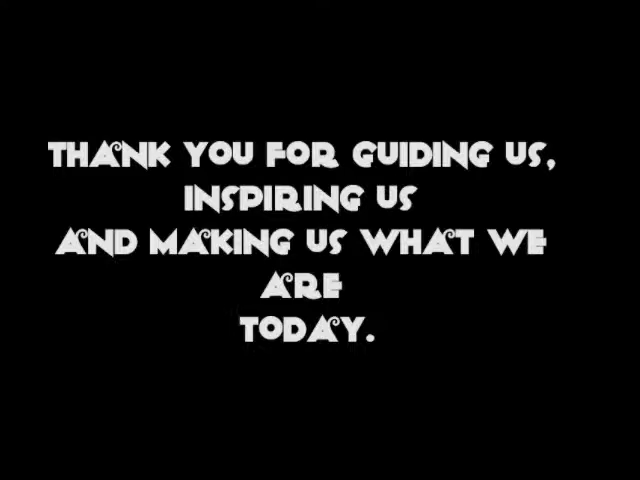 THANK YOU FOR GUIDING US,
INSPIRING US
AND MAKING US WHAT WE
ARE
TODAY.